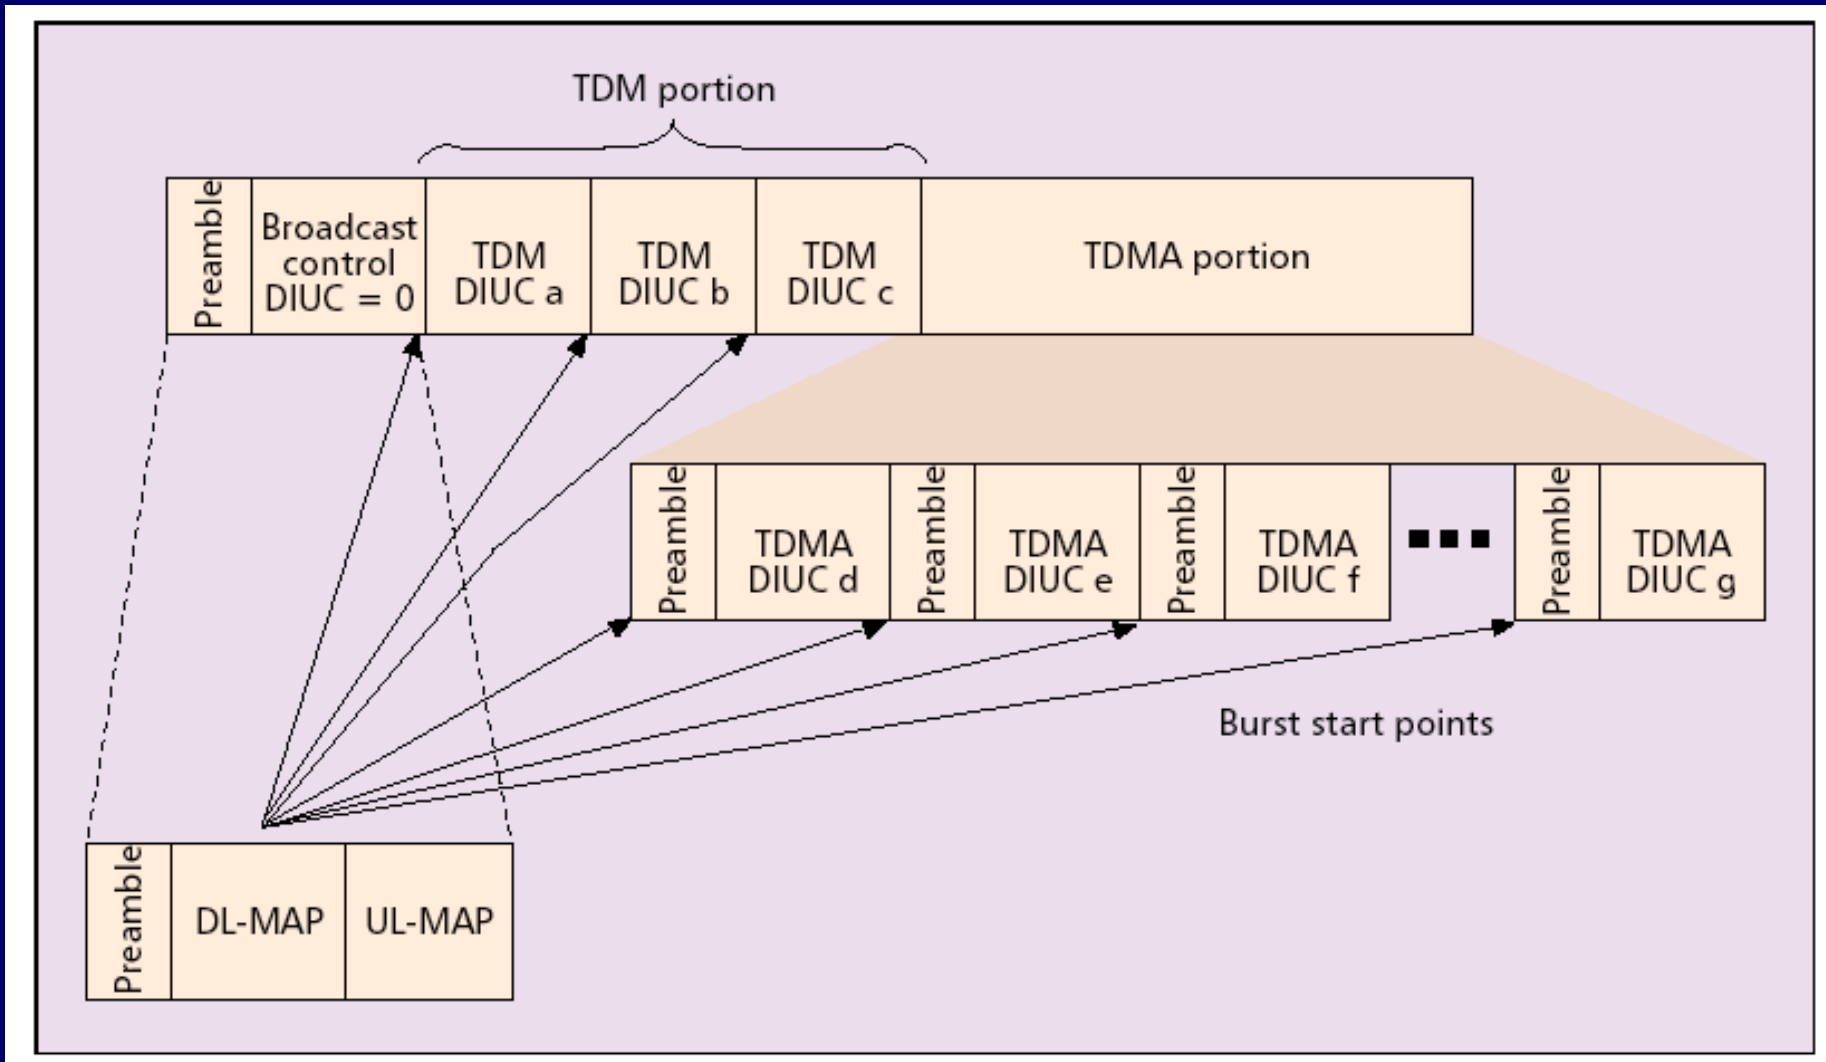 TDM portion
Preamble
Broadcast
control
DIUC = 0
TDM
DIUC a
TDM
DIUC b
TDM
DIUC c
TDMA portion
Preamble
TDMA
DIUC d
Preamble
TDMA
DIUC e
Preamble
TDMA
DIUC f
Preamble
TDMA
DIUC g
Burst start points
Preamble
DL-MAP
UL-MAP